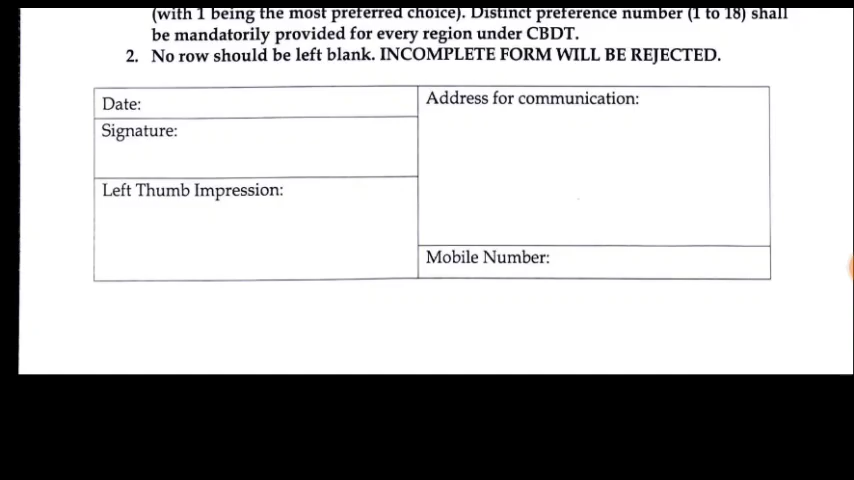 (with 1 being the most preferred choice). Distinct preference number (1 to 18) shall
be mandatorily provided for every region under CBDT.
2. No row should be left blank. INCOMPLETE FORM WILL BE REJECTED.
Date:
Signature:
Left Thumb Impression:
Address for communication:
Mobile Number: